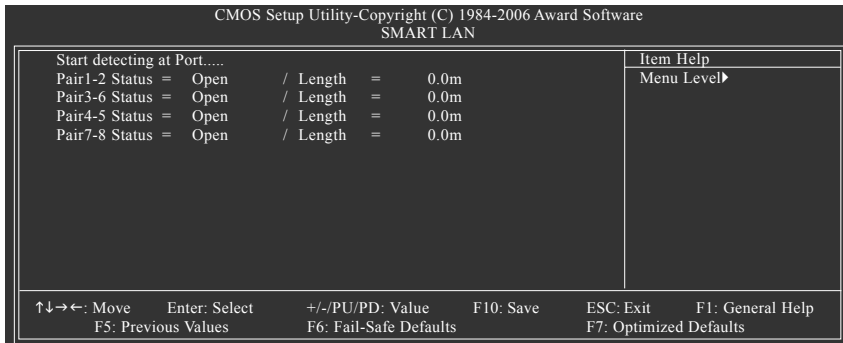 CMOS Setup Utility-Copyright (C) 1984-2006 Award Software
SMART LAN
Start detecting at Port.....
Pair1-2 Status = Open / Length = 0.0m
Pair3-6 Status = Open / Length = 0.0m
Pair4-5 Status = Open / Length = 0.0m
Pair7-8 Status = Open / Length = 0.0m
Item Help
Menu Level▶
↑↓→←: Move Enter: Select +/-/PU/PD: Value F10: Save ESC: Exit F1: General Help
F5: Previous Values F6: Fail-Safe Defaults F7: Optimized Defaults